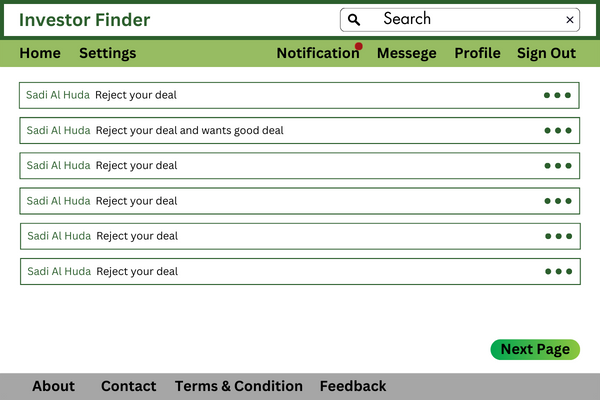 Investor Finder Search ×
Home Settings Notification Messege Profile Sign Out
Sadi Al Huda Reject your deal
Sadi Al Huda Reject your deal and wants good deal
Sadi Al Huda Reject your deal
Sadi Al Huda Reject your deal
Sadi Al Huda Reject your deal
Sadi Al Huda Reject your deal
Next Page
About Contact Terms & Condition Feedback